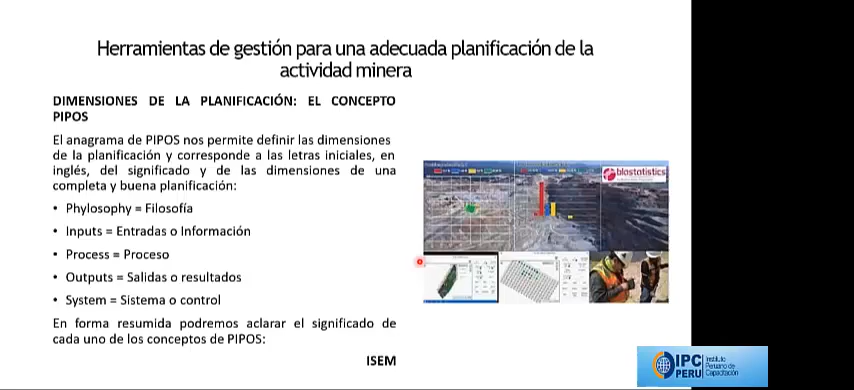 Herramientas de gestión para una adecuada planificación de la
actividad minera
DIMENSIONES DE LA PLANIFICACIÓN: EL CONCEPTO
PIPOS
El anagrama de PIPOS nos permite definir las dimensiones
de la planificación y corresponde a las letras iniciales, en
inglés, del significado y de las dimensiones de una
completa y buena planificación:
• Phylosophy = Filosofía
• Inputs = Entradas o Información
• Process = Proceso
• Outputs = Salidas o resultados
• System = Sistema o control
En forma resumida podremos aclarar el significado de
cada uno de los conceptos de PIPOS:
ISEM
blastatistics
IPC
PERU
Instituto
Peruano de
Capacitación